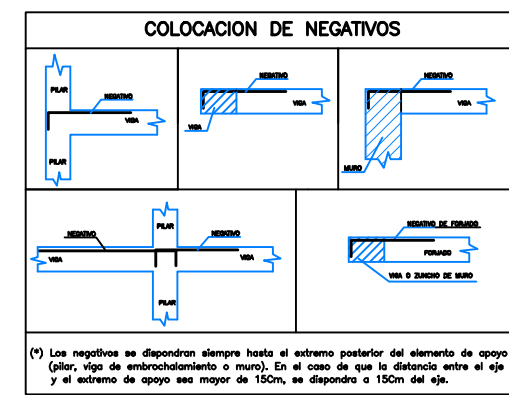 COLOCACION DE NEGATIVOS
PILAR
NEGATIVO
VIGA
PILAR
NEGATIVO
VIGA
VIGA
NEGATIVO
VIGA
MURO
PILAR
NEGATIVO
NEGATIVO
VIGA
VIGA
PILAR
NEGATIVO DE FORJADO
FORJADO
VIGA O ZUNCHO DE MURO
(*) Los negativos se dispondran siempre hasta el extremo posterior del elemento de apoyo
(pilar, viga de embrochalamiento o muro). En el caso de que la distancia entre el eje
y el extremo de apoyo sea mayor de 15Cm, se dispondra a 15Cm del eje.